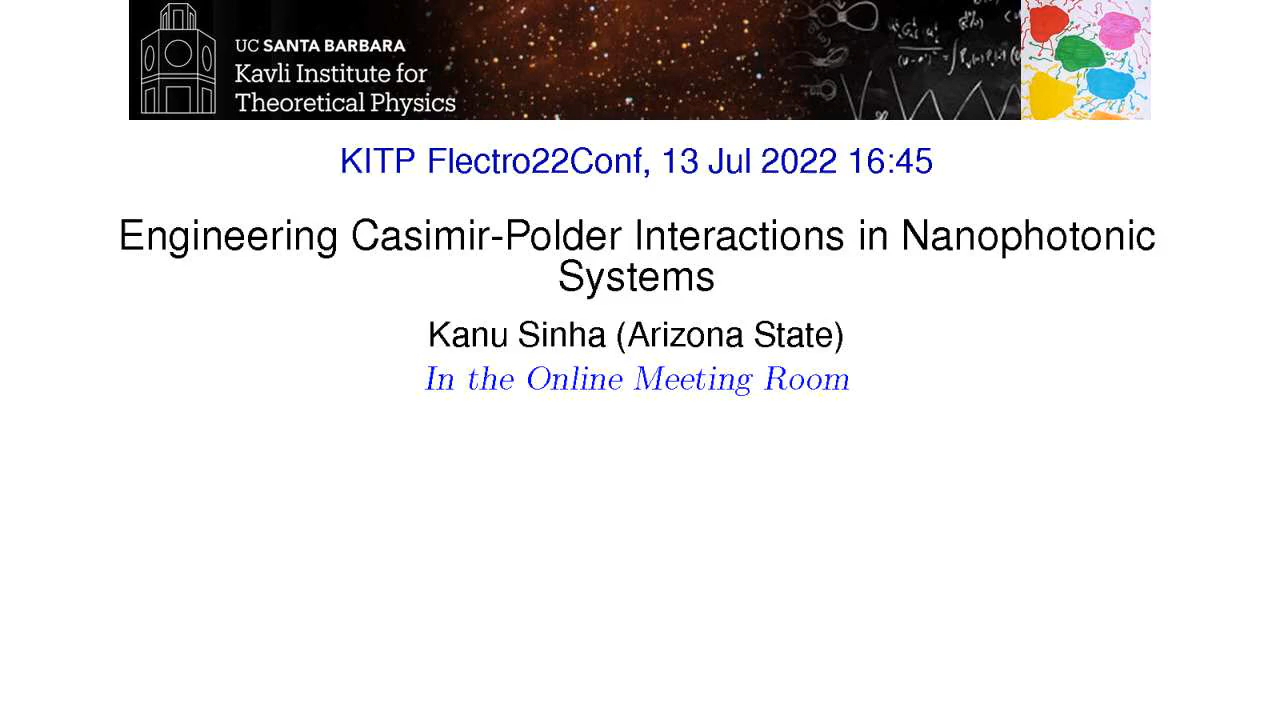 UC SANTA BARBARA
Kavli Institute for
Theoretical Physics
KITP Flectro22Conf, 13 Jul 2022 16:45
Engineering Casimir-Polder Interactions in Nanophotonic
Systems
Kanu Sinha (Arizona State)
In the Online Meeting Room